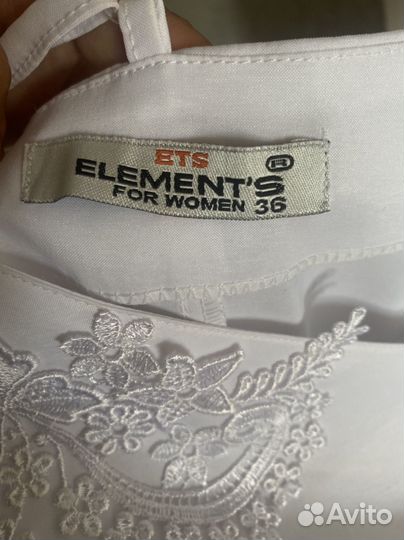 ETS ®
ELEMENT'S
FOR WOMEN 36
Avito